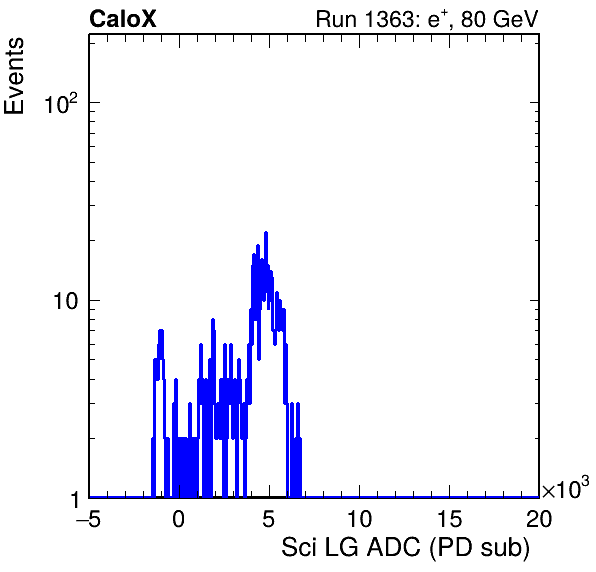 CaloX Run 1363: e⁺, 80 GeV
Events
10²
10
1
−5 0 5 10 15 20
×10³
Sci LG ADC (PD sub)